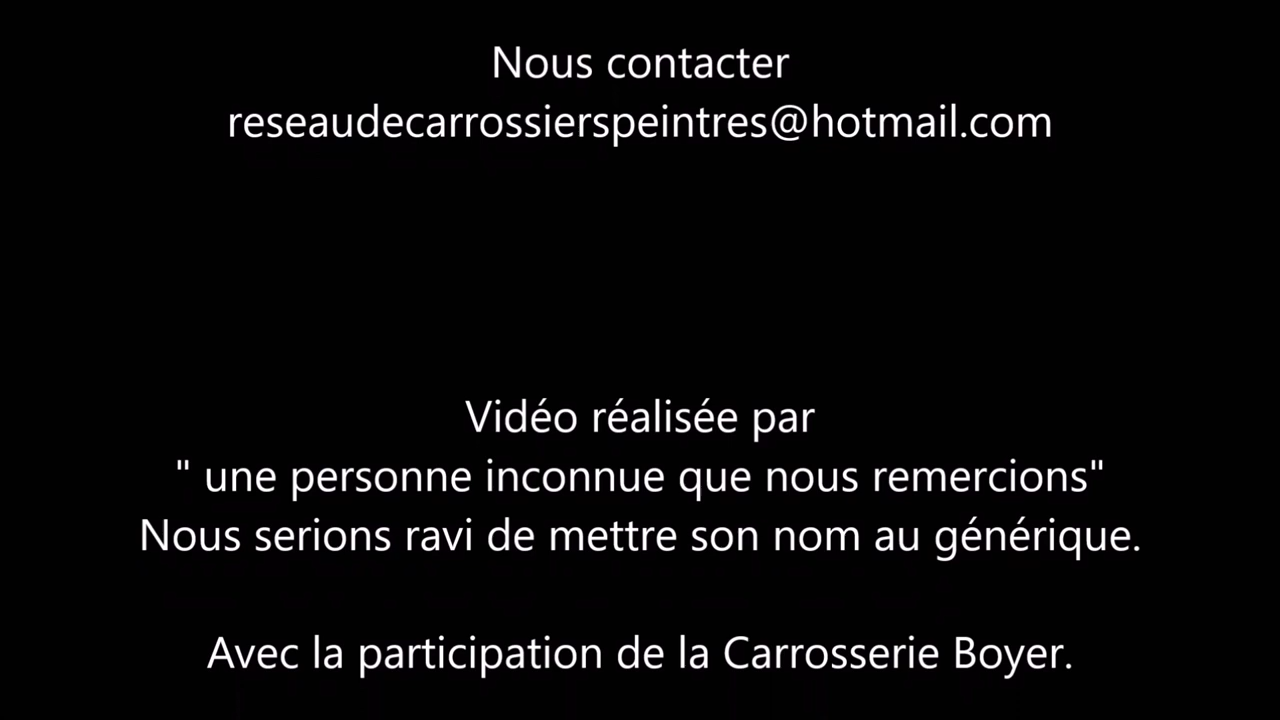 Nous contacter
reseaudecarrossierspeintres@hotmail.com
Vidéo réalisée par
" une personne inconnue que nous remercions"
Nous serions ravi de mettre son nom au générique.
Avec la participation de la Carrosserie Boyer.